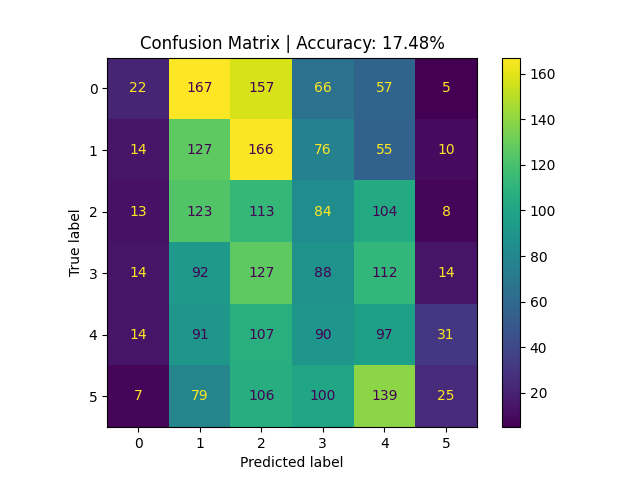 Confusion Matrix | Accuracy: 17.48%
0 22 167 157 66 57 5
1 14 127 166 76 55 10
2 13 123 113 84 104 8
3 14 92 127 88 112 14
4 14 91 107 90 97 31
5 7 79 106 100 139 25
0 1 2 3 4 5
Predicted label
True label
160
140
120
100
80
60
40
20